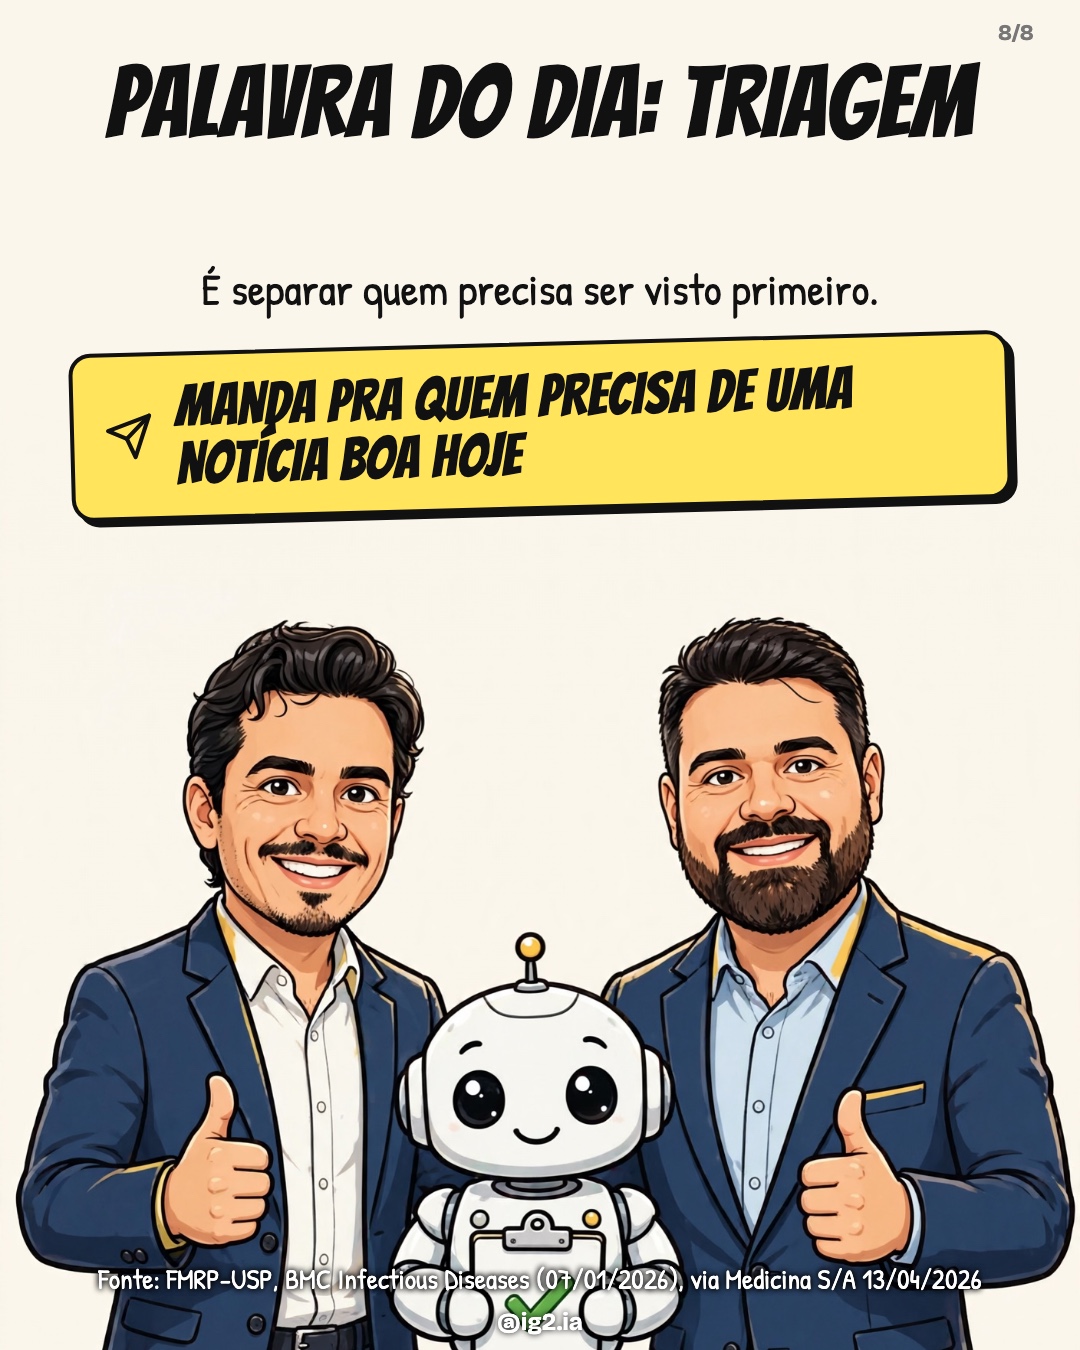 8/8
PALAVRA DO DIA: TRIAGEM
É separar quem precisa ser visto primeiro.
MANDA PRA QUEM PRECISA DE UMA
NOTÍCIA BOA HOJE
Fonte: FMRP-USP, BMC Infectious Diseases (07/01/2026), via Medicina S/A 13/04/2026
@ig2.ia